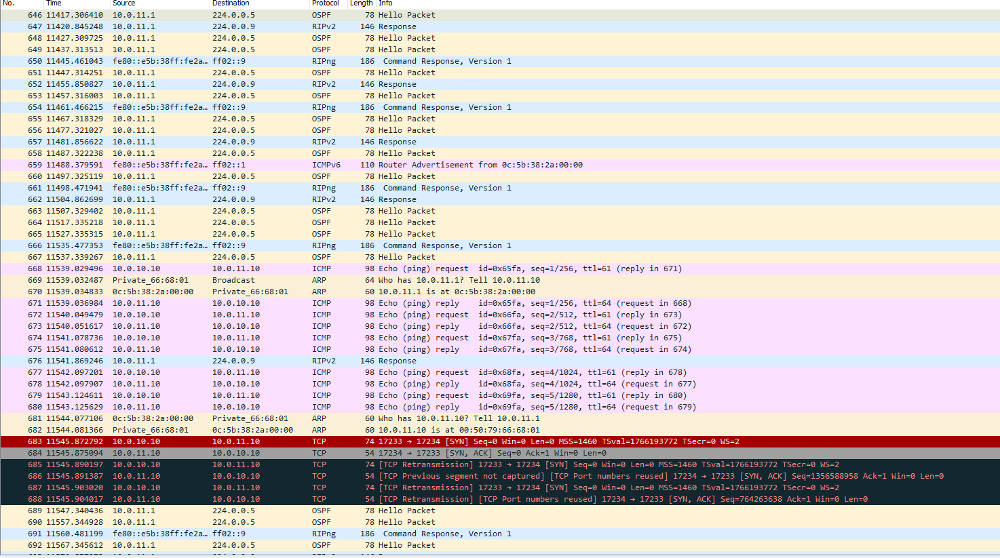 No. Time Source Destination Protocol Length Info
646 11417.306410 10.0.11.1 224.0.0.5 OSPF 78 Hello Packet
647 11420.845248 10.0.11.1 224.0.0.9 RIPv2 146 Response
648 11427.309725 10.0.11.1 224.0.0.5 OSPF 78 Hello Packet
649 11437.313513 10.0.11.1 224.0.0.5 OSPF 78 Hello Packet
650 11445.461043 fe80::e5b:38ff:fe2a… ff02::9 RIPng 186 Command Response, Version 1
651 11447.314251 10.0.11.1 224.0.0.5 OSPF 78 Hello Packet
652 11455.850827 10.0.11.1 224.0.0.9 RIPv2 146 Response
653 11457.316003 10.0.11.1 224.0.0.5 OSPF 78 Hello Packet
654 11461.466215 fe80::e5b:38ff:fe2a… ff02::9 RIPng 186 Command Response, Version 1
655 11467.318329 10.0.11.1 224.0.0.5 OSPF 78 Hello Packet
656 11477.321027 10.0.11.1 224.0.0.5 OSPF 78 Hello Packet
657 11481.856622 10.0.11.1 224.0.0.9 RIPv2 146 Response
658 11487.322238 10.0.11.1 224.0.0.5 OSPF 78 Hello Packet
659 11488.379591 fe80::e5b:38ff:fe2a… ff02::1 ICMPv6 110 Router Advertisement from 0c:5b:38:2a:00:00
660 11497.325119 10.0.11.1 224.0.0.5 OSPF 78 Hello Packet
661 11498.471941 fe80::e5b:38ff:fe2a… ff02::9 RIPng 186 Command Response, Version 1
662 11504.862699 10.0.11.1 224.0.0.9 RIPv2 146 Response
663 11507.329402 10.0.11.1 224.0.0.5 OSPF 78 Hello Packet
664 11517.335218 10.0.11.1 224.0.0.5 OSPF 78 Hello Packet
665 11527.335315 10.0.11.1 224.0.0.5 OSPF 78 Hello Packet
666 11535.477353 fe80::e5b:38ff:fe2a… ff02::9 RIPng 186 Command Response, Version 1
667 11537.339267 10.0.11.1 224.0.0.5 OSPF 78 Hello Packet
668 11539.029496 10.0.10.10 10.0.11.10 ICMP 98 Echo (ping) request id=0x65fa, seq=1/256, ttl=61 (reply in 671)
669 11539.032487 Private_66:68:01 Broadcast ARP 64 Who has 10.0.11.1? Tell 10.0.11.10
670 11539.034833 0c:5b:38:2a:00:00 Private_66:68:01 ARP 60 10.0.11.1 is at 0c:5b:38:2a:00:00
671 11539.036984 10.0.11.10 10.0.10.10 ICMP 98 Echo (ping) reply id=0x65fa, seq=1/256, ttl=64 (request in 668)
672 11540.049479 10.0.10.10 10.0.11.10 ICMP 98 Echo (ping) request id=0x66fa, seq=2/512, ttl=61 (reply in 673)
673 11540.051617 10.0.11.10 10.0.10.10 ICMP 98 Echo (ping) reply id=0x66fa, seq=2/512, ttl=64 (request in 672)
674 11541.078736 10.0.10.10 10.0.11.10 ICMP 98 Echo (ping) request id=0x67fa, seq=3/768, ttl=61 (reply in 675)
675 11541.080612 10.0.11.10 10.0.10.10 ICMP 98 Echo (ping) reply id=0x67fa, seq=3/768, ttl=64 (request in 674)
676 11541.869246 10.0.11.1 224.0.0.9 RIPv2 146 Response
677 11542.097201 10.0.10.10 10.0.11.10 ICMP 98 Echo (ping) request id=0x68fa, seq=4/1024, ttl=61 (reply in 678)
678 11542.097907 10.0.11.10 10.0.10.10 ICMP 98 Echo (ping) reply id=0x68fa, seq=4/1024, ttl=64 (request in 677)
679 11543.124611 10.0.10.10 10.0.11.10 ICMP 98 Echo (ping) request id=0x69fa, seq=5/1280, ttl=61 (reply in 680)
680 11543.125629 10.0.11.10 10.0.10.10 ICMP 98 Echo (ping) reply id=0x69fa, seq=5/1280, ttl=64 (request in 679)
681 11544.077106 0c:5b:38:2a:00:00 Private_66:68:01 ARP 60 Who has 10.0.11.10? Tell 10.0.11.1
682 11544.081366 Private_66:68:01 0c:5b:38:2a:00:00 ARP 60 10.0.11.10 is at 00:50:79:66:68:01
683 11545.872792 10.0.10.10 10.0.11.10 TCP 74 17233 → 17234 [SYN] Seq=0 Win=0 Len=0 MSS=1460 TSval=1766193772 TSecr=0 WS=2
684 11545.875094 10.0.11.10 10.0.10.10 TCP 54 17234 → 17233 [SYN, ACK] Seq=0 Ack=1 Win=0 Len=0
685 11545.890197 10.0.10.10 10.0.11.10 TCP 74 [TCP Retransmission] 17233 → 17234 [SYN] Seq=0 Win=0 Len=0 MSS=1460 TSval=1766193772 TSecr=0 WS=2
686 11545.891387 10.0.11.10 10.0.10.10 TCP 54 [TCP Previous segment not captured] [TCP Port numbers reused] 17234 → 17233 [SYN, ACK] Seq=1356588958 Ack=1 Win=0 Len=0
687 11545.903020 10.0.10.10 10.0.11.10 TCP 74 [TCP Retransmission] 17233 → 17234 [SYN] Seq=0 Win=0 Len=0 MSS=1460 TSval=1766193772 TSecr=0 WS=2
688 11545.904017 10.0.11.10 10.0.10.10 TCP 54 [TCP Retransmission] [TCP Port numbers reused] 17234 → 17233 [SYN, ACK] Seq=764263638 Ack=1 Win=0 Len=0
689 11547.340436 10.0.11.1 224.0.0.5 OSPF 78 Hello Packet
690 11557.344928 10.0.11.1 224.0.0.5 OSPF 78 Hello Packet
691 11560.481199 fe80::e5b:38ff:fe2a… ff02::9 RIPng 186 Command Response, Version 1
692 11567.345612 10.0.11.1 224.0.0.5 OSPF 78 Hello Packet